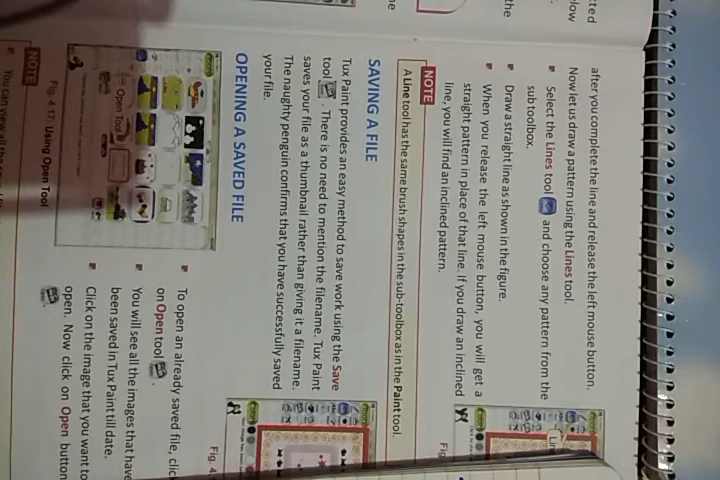 after you complete the line and release the left mouse button.
Now let us draw a pattern using the Lines tool.
Select the Lines tool and choose any pattern from the
sub toolbox.
Draw a straight line as shown in the figure.
When you release the left mouse button, you will get a
straight pattern in place of that line. If you draw an inclined
line, you will find an inclined pattern.
NOTE
A Line tool has the same brush shapes in the sub-toolbox as in the Paint tool.
SAVING A FILE
Tux Paint provides an easy method to save work using the Save
tool . There is no need to mention the filename. Tux Paint
saves your file as a thumbnail rather than giving it a filename.
The naughty penguin confirms that you have successfully saved
your file.
OPENING A SAVED FILE
Open Tool
Fig. 4.17: Using Open Tool
To open an already saved file, clic
on Open tool .
You will see all the images that have
been saved in Tux Paint till date.
Click on the image that you want to
open. Now click on Open button
NOTE
You can view all the